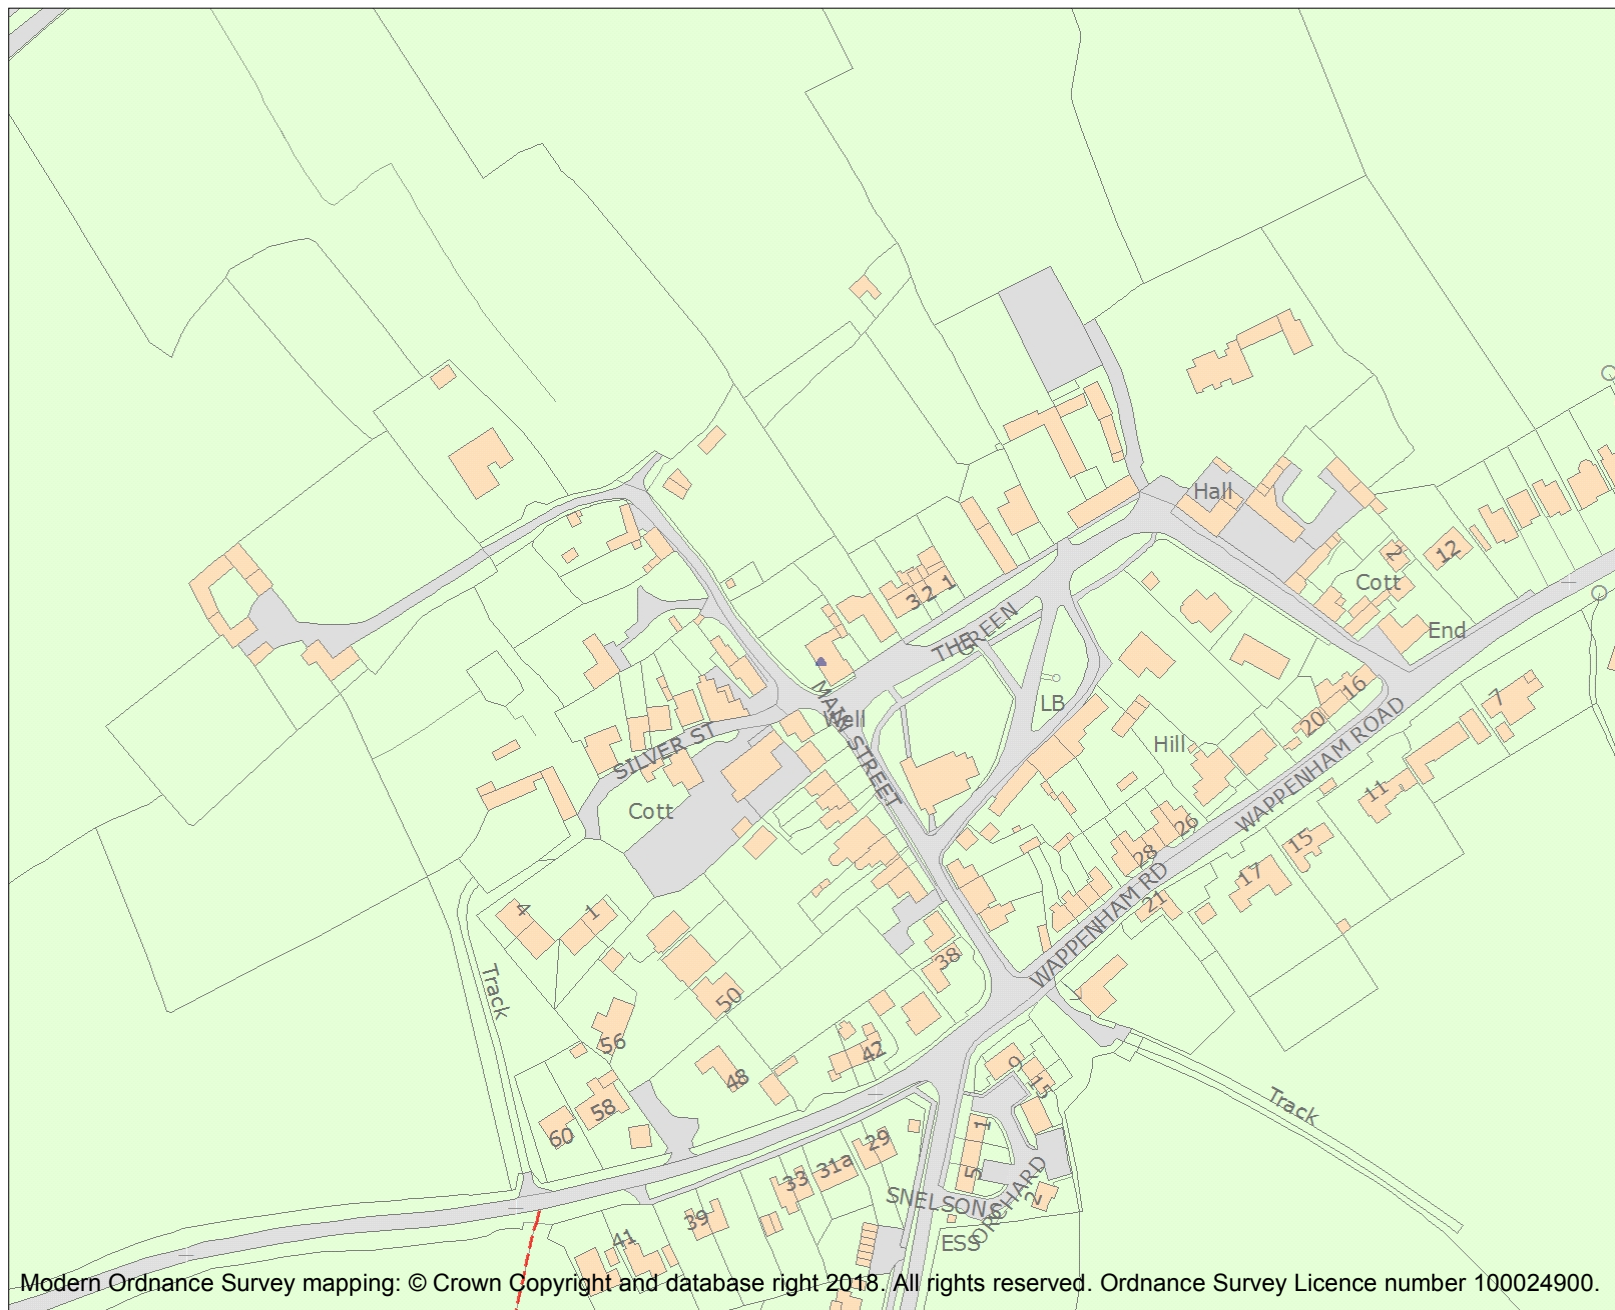 Hall
2
12
Cott
3 2 1
THE GREEN
End
16
7
LB
MAIN STREET
Well
20
SILVER ST
Hill
WAPPENHAM ROAD
11
Cott
26
15
28
17
WAPPENHAM RD
21
4
1
38
Track
50
56
42
9
48
15
Track
58
60
1
29
31a
33
5
2
SNELSONS
ORCHARD
39
41
ESS
Modern Ordnance Survey mapping: © Crown Copyright and database right 2018. All rights reserved. Ordnance Survey Licence number 100024900.